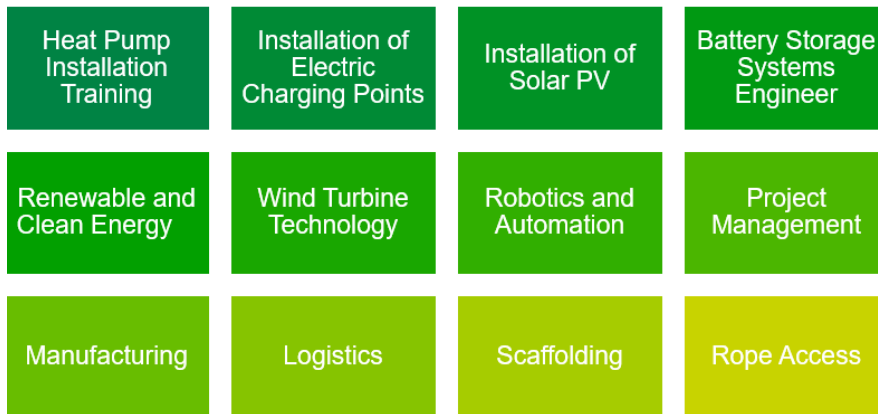 Heat Pump
Installation
Training
Installation of
Electric
Charging Points
Installation of
Solar PV
Battery Storage
Systems
Engineer
Renewable and
Clean Energy
Wind Turbine
Technology
Robotics and
Automation
Project
Management
Manufacturing
Logistics
Scaffolding
Rope Access